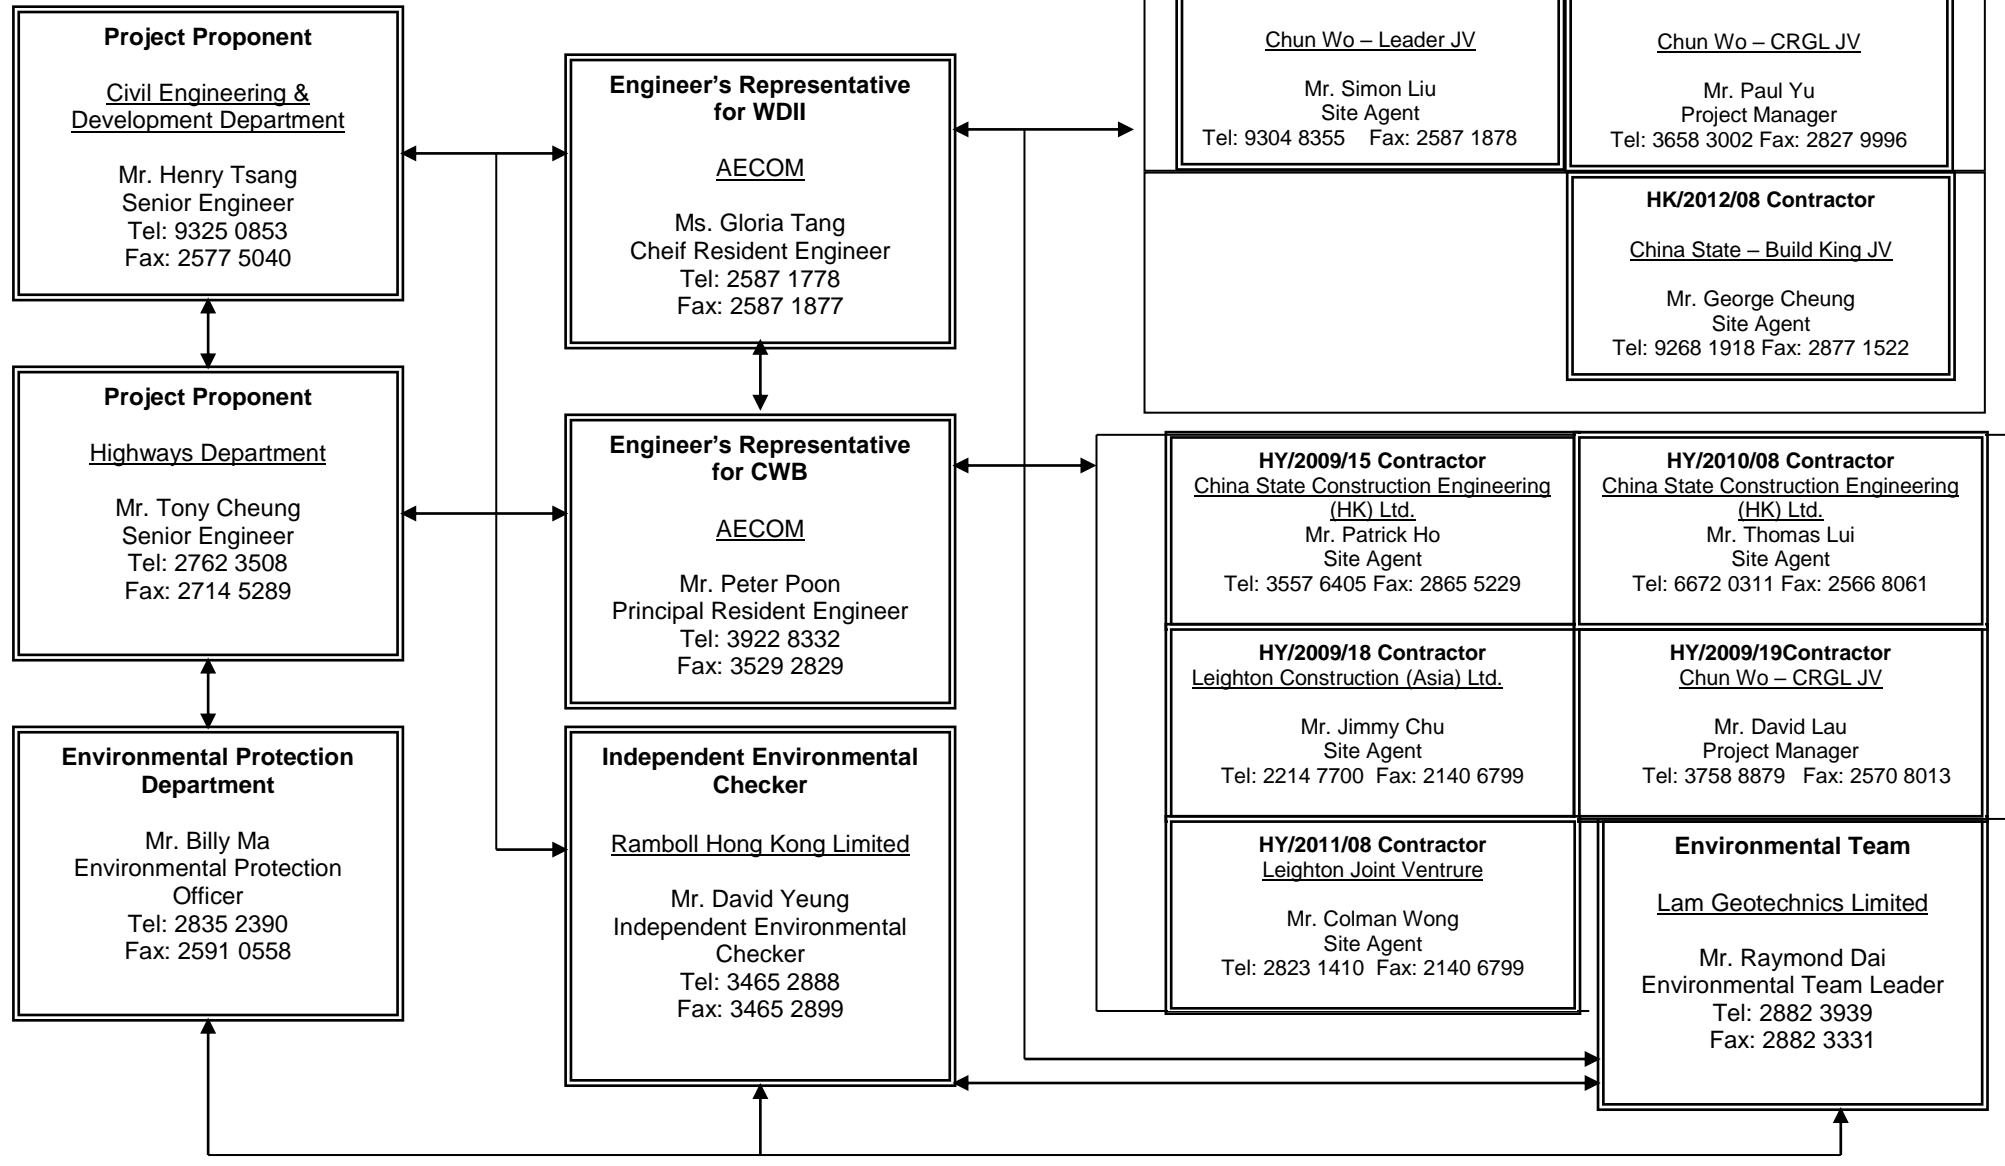 Project Proponent
Civil Engineering &
Development Department
Mr. Henry Tsang
Senior Engineer
Tel: 9325 0853
Fax: 2577 5040
Project Proponent
Highways Department
Mr. Tony Cheung
Senior Engineer
Tel: 2762 3508
Fax: 2714 5289
Environmental Protection
Department
Mr. Billy Ma
Environmental Protection
Officer
Tel: 2835 2390
Fax: 2591 0558
Engineer’s Representative
for WDII
AECOM
Ms. Gloria Tang
Cheif Resident Engineer
Tel: 2587 1778
Fax: 2587 1877
Engineer’s Representative
for CWB
AECOM
Mr. Peter Poon
Principal Resident Engineer
Tel: 3922 8332
Fax: 3529 2829
Independent Environmental
Checker
Ramboll Hong Kong Limited
Mr. David Yeung
Independent Environmental
Checker
Tel: 3465 2888
Fax: 3465 2899
Chun Wo – Leader JV
Mr. Simon Liu
Site Agent
Tel: 9304 8355 Fax: 2587 1878
Chun Wo – CRGL JV
Mr. Paul Yu
Project Manager
Tel: 3658 3002 Fax: 2827 9996
HK/2012/08 Contractor
China State – Build King JV
Mr. George Cheung
Site Agent
Tel: 9268 1918 Fax: 2877 1522
HY/2009/15 Contractor
China State Construction Engineering
(HK) Ltd.
Mr. Patrick Ho
Site Agent
Tel: 3557 6405 Fax: 2865 5229
HY/2010/08 Contractor
China State Construction Engineering
(HK) Ltd.
Mr. Thomas Lui
Site Agent
Tel: 6672 0311 Fax: 2566 8061
HY/2009/18 Contractor
Leighton Construction (Asia) Ltd.
Mr. Jimmy Chu
Site Agent
Tel: 2214 7700 Fax: 2140 6799
HY/2009/19Contractor
Chun Wo – CRGL JV
Mr. David Lau
Project Manager
Tel: 3758 8879 Fax: 2570 8013
HY/2011/08 Contractor
Leighton Joint Ventrure
Mr. Colman Wong
Site Agent
Tel: 2823 1410 Fax: 2140 6799
Environmental Team
Lam Geotechnics Limited
Mr. Raymond Dai
Environmental Team Leader
Tel: 2882 3939
Fax: 2882 3331